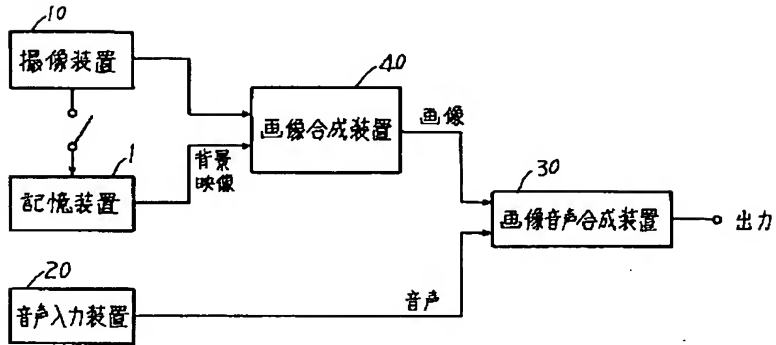 10
撮像装置
40
画像合成装置
画像
1
記憶装置
背景
映像
30
画像音声合成装置
出力
20
音声入力装置
音声